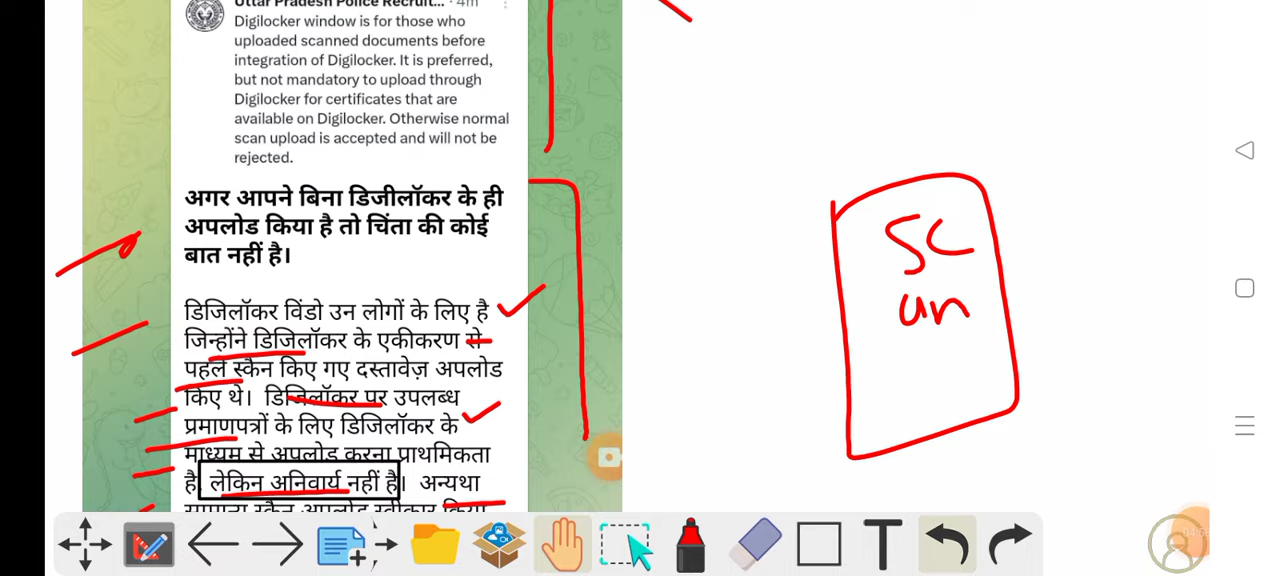 Uttar Pradesh Police Recruit... · 4m
Digilocker window is for those who
uploaded scanned documents before
integration of Digilocker. It is preferred,
but not mandatory to upload through
Digilocker for certificates that are
available on Digilocker. Otherwise normal
scan upload is accepted and will not be
rejected.
अगर आपने बिना डिजीलॉकर के ही
अपलोड किया है तो चिंता की कोई
बात नहीं है।
डिजिलॉकर विंडो उन लोगों के लिए है
जिन्होंने डिजिलॉकर के एकीकरण से
पहले स्कैन किए गए दस्तावेज़ अपलोड
किए थे। डिजिलॉकर पर उपलब्ध
प्रमाणपत्रों के लिए डिजिलॉकर के
माध्यम से अपलोड करना प्राथमिकता
है, लेकिन अनिवार्य नहीं है। अन्यथा
सामान्य स्कैन अपलोड स्वीकार किया
SC
an
T